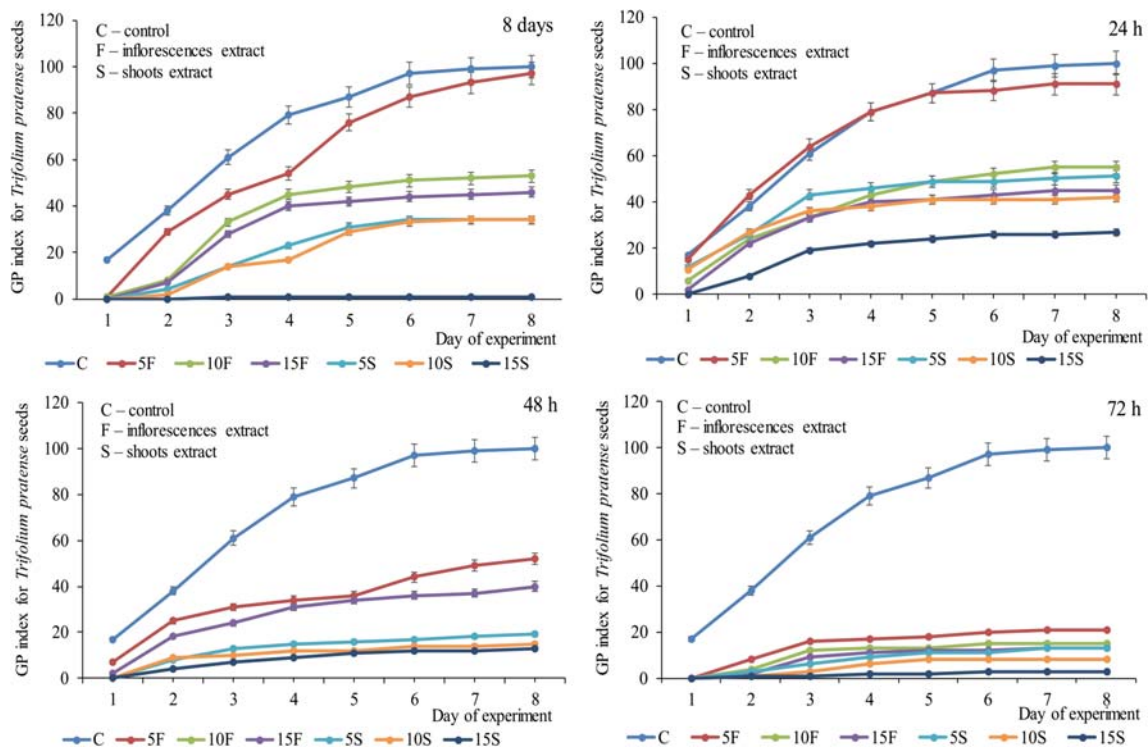 GP index for Trifolium pratense seeds
120
100
80
60
40
20
0
C – control
F – inflorescences extract
S – shoots extract
8 days
1 2 3 4 5 6 7 8
Day of experiment
C 5F 10F 15F 5S 10S 15S
GP index for Trifolium pratense seeds
120
100
80
60
40
20
0
C – control
F – inflorescences extract
S – shoots extract
24 h
1 2 3 4 5 6 7 8
Day of experiment
C 5F 10F 15F 5S 10S 15S
GP index for Trifolium pratense seeds
120
100
80
60
40
20
0
C – control
F – inflorescences extract
S – shoots extract
48 h
1 2 3 4 5 6 7 8
Day of experiment
C 5F 10F 15F 5S 10S 15S
GP index for Trifolium pratense seeds
120
100
80
60
40
20
0
C – control
F – inflorescences extract
S – shoots extract
72 h
1 2 3 4 5 6 7 8
Day of experiment
C 5F 10F 15F 5S 10S 15S